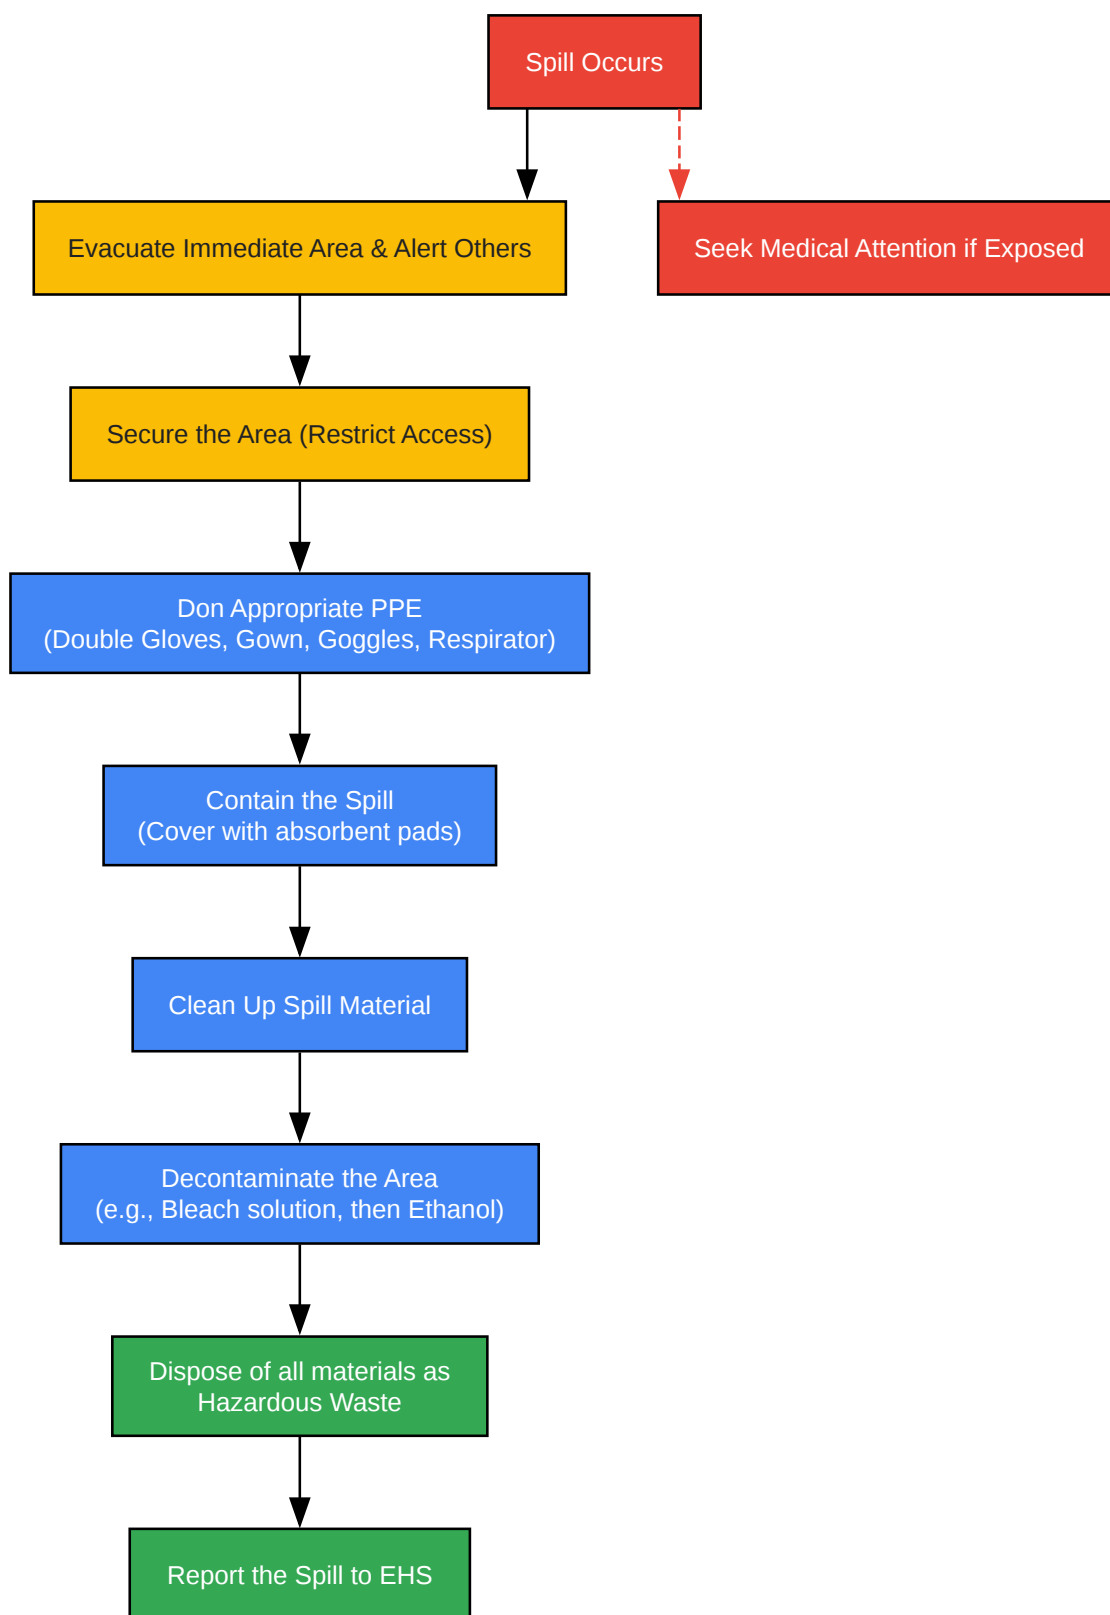 Spill Occurs
Evacuate Immediate Area & Alert Others
Seek Medical Attention if Exposed
Secure the Area (Restrict Access)
Don Appropriate PPE
(Double Gloves, Gown, Goggles, Respirator)
Contain the Spill
(Cover with absorbent pads)
Clean Up Spill Material
Decontaminate the Area
(e.g., Bleach solution, then Ethanol)
Dispose of all materials as
Hazardous Waste
Report the Spill to EHS